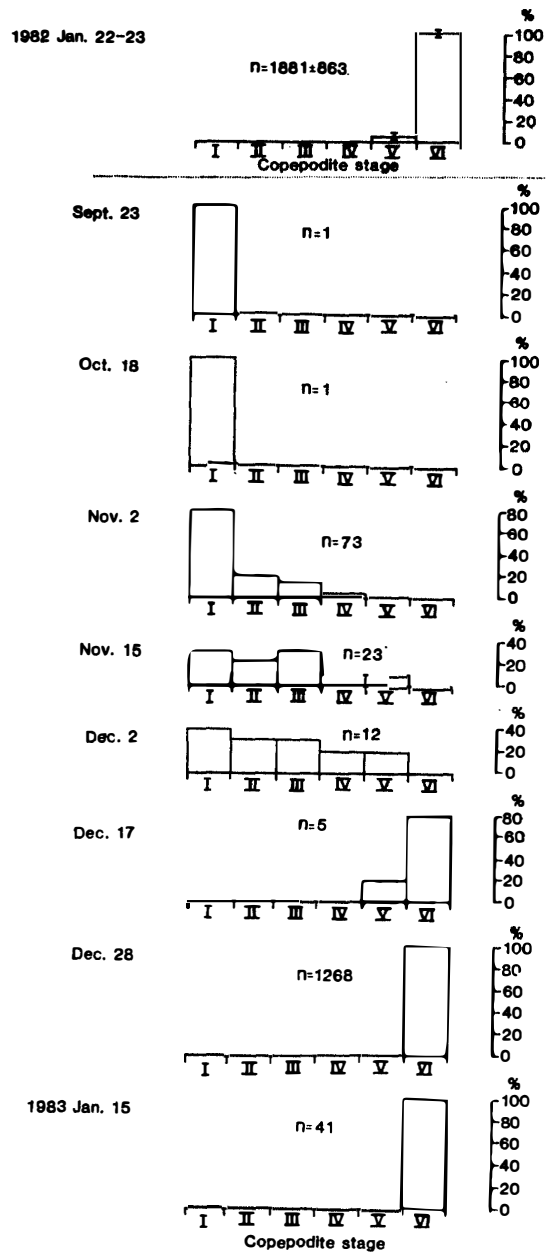 1982 Jan. 22-23
n=1881±863.
%
100
80
60
40
20
0
I II III IV V VI
Copepodite stage
Sept. 23
n=1
%
100
80
60
40
20
0
I II III IV V VI
Oct. 18
n=1
%
100
80
60
40
20
0
I II III IV V VI
Nov. 2
n=73
%
80
60
40
20
0
I II III IV V VI
Nov. 15
n=23
%
40
20
0
I II III IV V VI
Dec. 2
n=12
%
40
20
0
I II III IV V VI
Dec. 17
n=5
%
80
60
40
20
0
I II III IV V VI
Dec. 28
n=1268
%
100
80
60
40
20
0
I II III IV V VI
1983 Jan. 15
n=41
%
100
80
60
40
20
0
I II III IV V VI
Copepodite stage